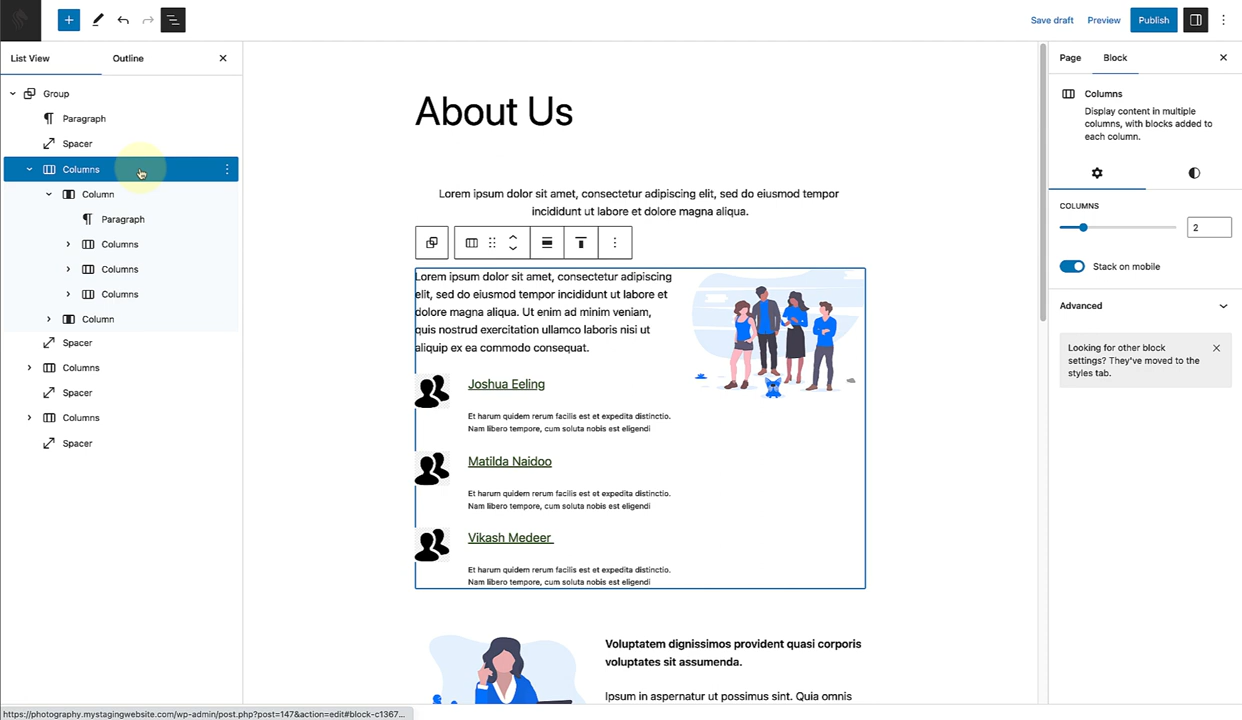 Save draft
Preview
Publish
List View
Outline
Group
Paragraph
Spacer
Columns
Column
Paragraph
Columns
Columns
Columns
Column
Spacer
Columns
Spacer
Columns
Spacer
About Us
Lorem ipsum dolor sit amet, consectetur adipiscing elit, sed do eiusmod tempor
incididunt ut labore et dolore magna aliqua.
Lorem ipsum dolor sit amet, consectetur adipiscing
elit, sed do eiusmod tempor incididunt ut labore et
dolore magna aliqua. Ut enim ad minim veniam,
quis nostrud exercitation ullamco laboris nisi ut
aliquip ex ea commodo consequat.
Joshua Eeling
Et harum quidem rerum facilis est et expedita distinctio.
Nam libero tempore, cum soluta nobis est eligendi
Matilda Naidoo
Et harum quidem rerum facilis est et expedita distinctio.
Nam libero tempore, cum soluta nobis est eligendi
Vikash Medeer
Et harum quidem rerum facilis est et expedita distinctio.
Nam libero tempore, cum soluta nobis est eligendi
Voluptatem dignissimos provident quasi corporis
voluptates sit assumenda.
Ipsum in aspernatur ut possimus sint. Quia omnis
Page
Block
Columns
Display content in multiple
columns, with blocks added to
each column.
COLUMNS
2
Stack on mobile
Advanced
Looking for other block
settings? They've moved to the
styles tab.
https://photography.mystagingwebsite.com/wp-admin/post.php?post=147&action=edit#block-c1367...